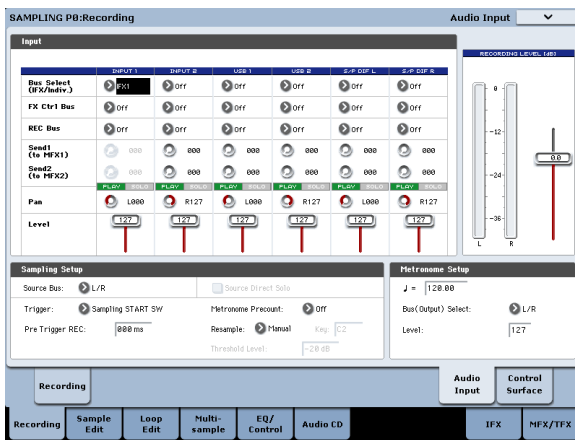 SAMPLING P0:Recording Audio Input
Input
RECORDING LEVEL (dB)
INPUT 1 INPUT 2 USB 1 USB 2 S/P DIF L S/P DIF R
Bus Select (IFX/Indiv.) IFX1 Off Off Off Off Off
FX Ctrl Bus Off Off Off Off Off Off
REC Bus Off Off Off Off Off Off
Send1 (to MFX1) 000 000 000 000 000 000
Send2 (to MFX2) 000 000 000 000 000 000
PLAY SOLO PLAY SOLO PLAY SOLO PLAY SOLO PLAY SOLO PLAY SOLO
Pan L000 R127 L000 R127 L000 R127
Level 127 127 127 127 127 127
0
-12
0.0
-24
-36
L R
Sampling Setup
Source Bus: L/R Source Direct Solo
Trigger: Sampling START SW Metronome Precount: Off
Pre Trigger REC: 000 ms Resample: Manual Key: C2
Threshold Level: -20 dB
Metronome Setup
♩ = 120.00
Bus(Output) Select: L/R
Level: 127
Recording Audio Input Control Surface
Recording Sample Edit Loop Edit Multi-sample EQ/Control Audio CD IFX MFX/TFX